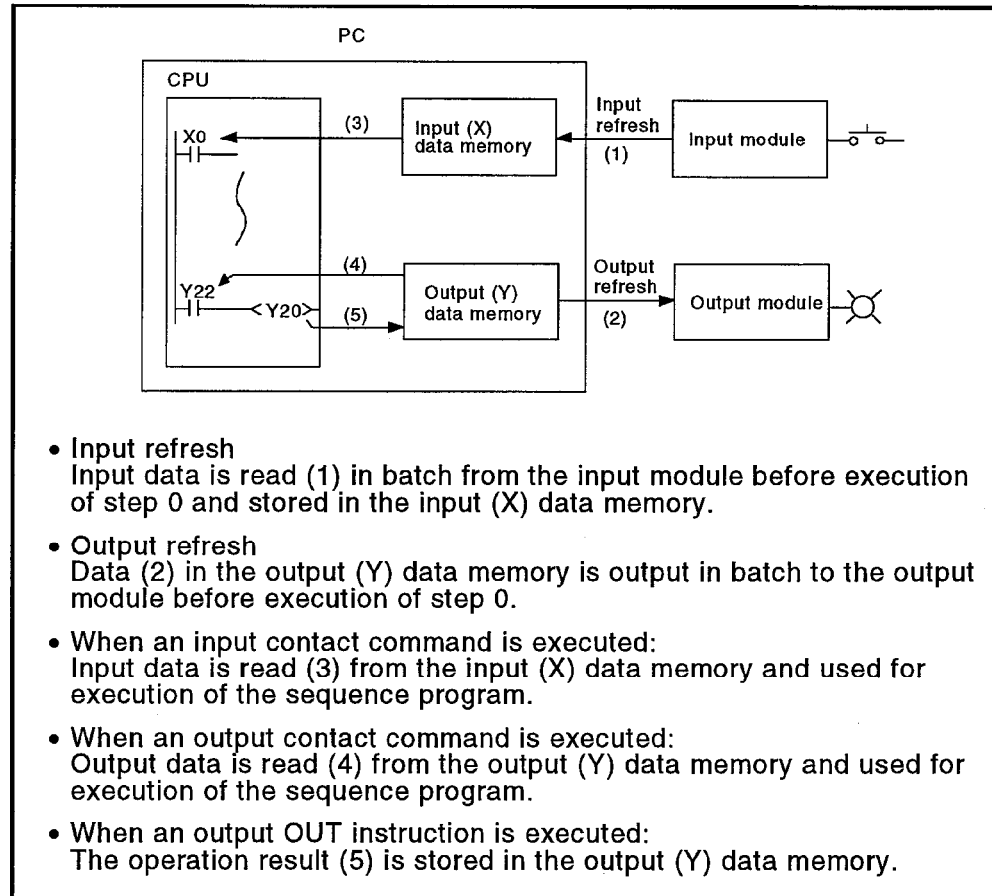 PC
CPU
X0
(3)
Input (X)
data memory
Input
refresh
(1)
Input module
Y22
(4)
Y20
(5)
Output (Y)
data memory
Output
refresh
(2)
Output module
• Input refresh
Input data is read (1) in batch from the input module before execution
of step 0 and stored in the input (X) data memory.
• Output refresh
Data (2) in the output (Y) data memory is output in batch to the output
module before execution of step 0.
• When an input contact command is executed:
Input data is read (3) from the input (X) data memory and used for
execution of the sequence program.
• When an output contact command is executed:
Output data is read (4) from the output (Y) data memory and used for
execution of the sequence program.
• When an output OUT instruction is executed:
The operation result (5) is stored in the output (Y) data memory.